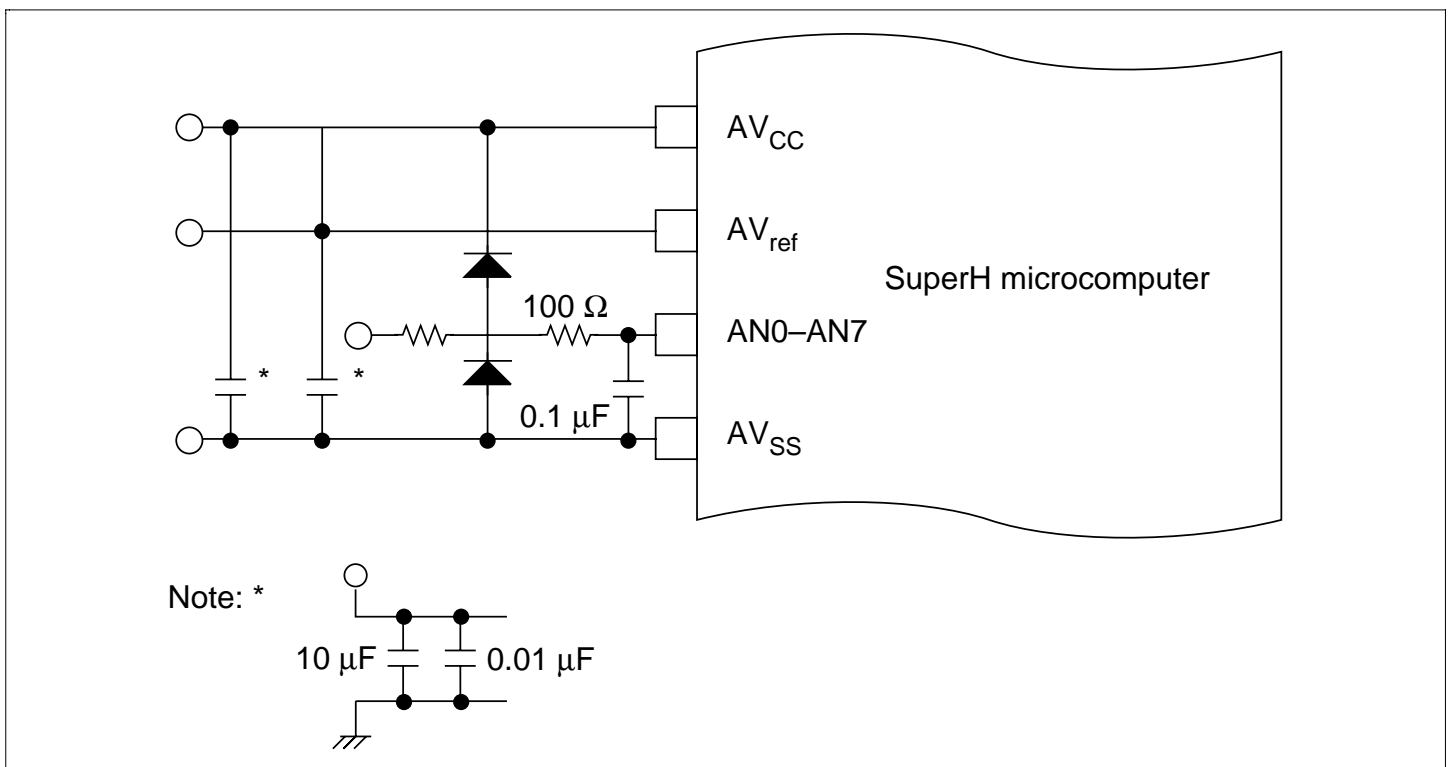 AVCC
AVref
SuperH microcomputer
100 Ω
AN0–AN7
*
*
0.1 µF
AVSS
Note: *
10 µF
0.01 µF